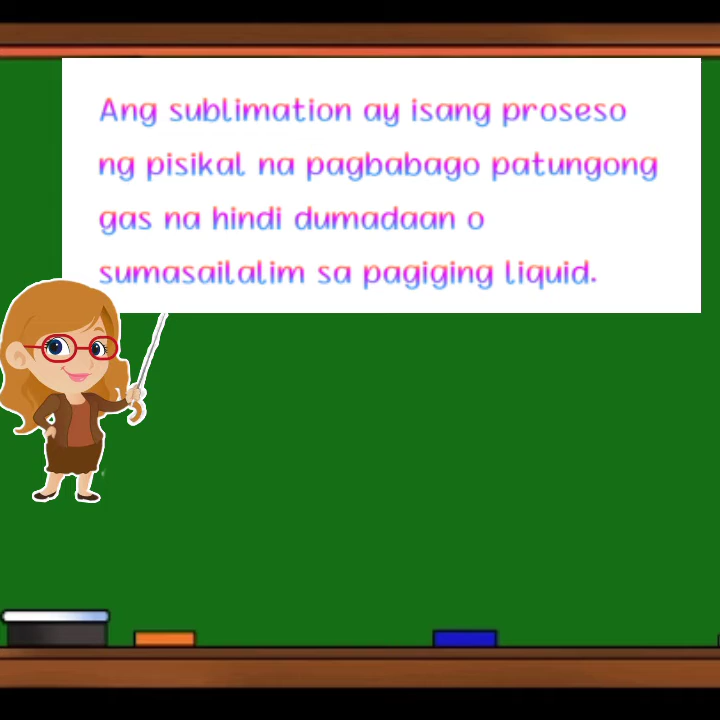 Ang sublimation ay isang proseso
ng pisikal na pagbabago patungong
gas na hindi dumadaan o
sumasailalim sa pagiging liquid.